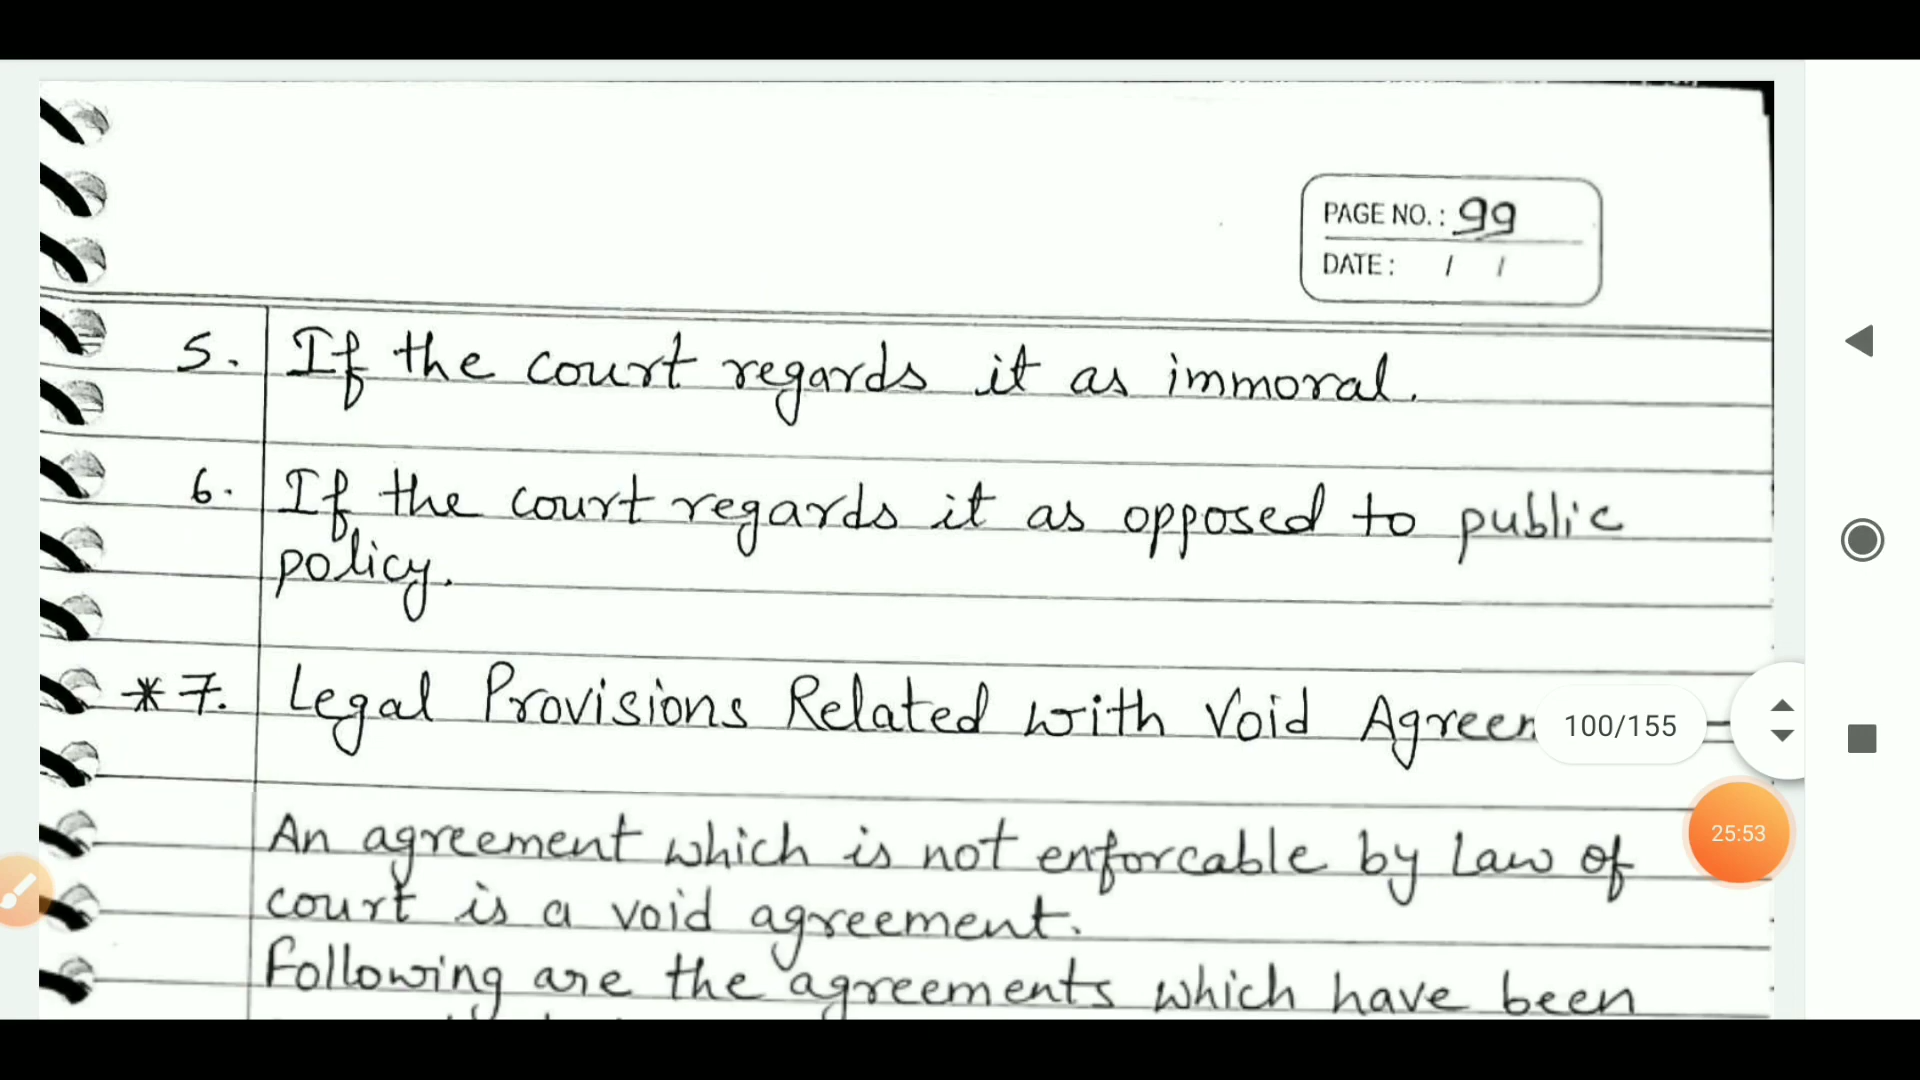 PAGE NO.: 99
DATE: / /
5. If the court regards it as immoral.
6. If the court regards it as opposed to public
policy.
*7. Legal Provisions Related with Void
100/155
25:53
An agreement which is not enforcable by Law of
court is a void agreement.
Following are the agreements which have been